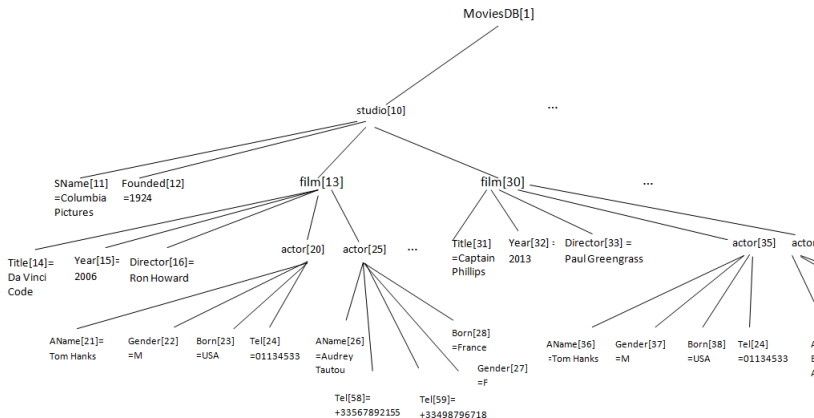 MoviesDB[1]
studio[10]
...
SName[11]
=Columbia
Pictures
Founded[12]
=1924
film[13]
film[30]
...
Title[14]=
Da Vinci
Code
Year[15]=
2006
Director[16]=
Ron Howard
actor[20]
actor[25]
...
Title[31]
=Captain
Phillips
Year[32] =
2013
Director[33] =
Paul Greengrass
actor[35]
actor
AName[21]=
Tom Hanks
Gender[22]
=M
Born[23]
=USA
Tel[24]
=01134533
AName[26]
=Audrey
Tautou
Born[28]
=France
Gender[27]
=F
Tel[58]=
+33567892155
Tel[59]=
+33498796718
AName[36]
=Tom Hanks
Gender[37]
=M
Born[38]
=USA
Tel[24]
=01134533